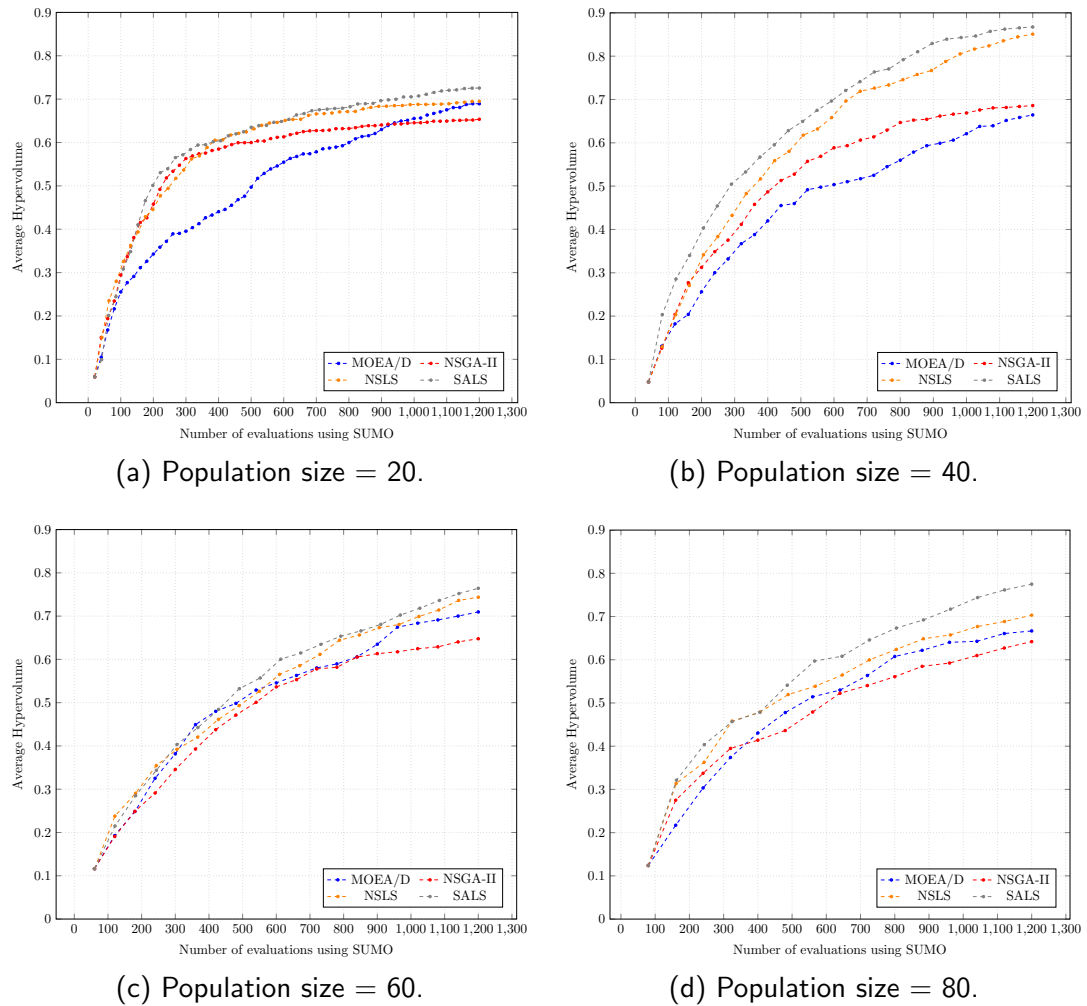 0.9
0.8
0.7
0.6
0.5
0.4
0.3
0.2
0.1
0
Average Hypervolume
MOEA/D NSGA-II
NSLS SALS
0 100 200 300 400 500 600 700 800 900 1,000 1,100 1,200 1,300
Number of evaluations using SUMO
(a) Population size = 20.
0.9
0.8
0.7
0.6
0.5
0.4
0.3
0.2
0.1
0
Average Hypervolume
MOEA/D NSGA-II
NSLS SALS
0 100 200 300 400 500 600 700 800 900 1,000 1,100 1,200 1,300
Number of evaluations using SUMO
(b) Population size = 40.
0.9
0.8
0.7
0.6
0.5
0.4
0.3
0.2
0.1
0
Average Hypervolume
MOEA/D NSGA-II
NSLS SALS
0 100 200 300 400 500 600 700 800 900 1,000 1,100 1,200 1,300
Number of evaluations using SUMO
(c) Population size = 60.
0.9
0.8
0.7
0.6
0.5
0.4
0.3
0.2
0.1
0
Average Hypervolume
MOEA/D NSGA-II
NSLS SALS
0 100 200 300 400 500 600 700 800 900 1,000 1,100 1,200 1,300
Number of evaluations using SUMO
(d) Population size = 80.